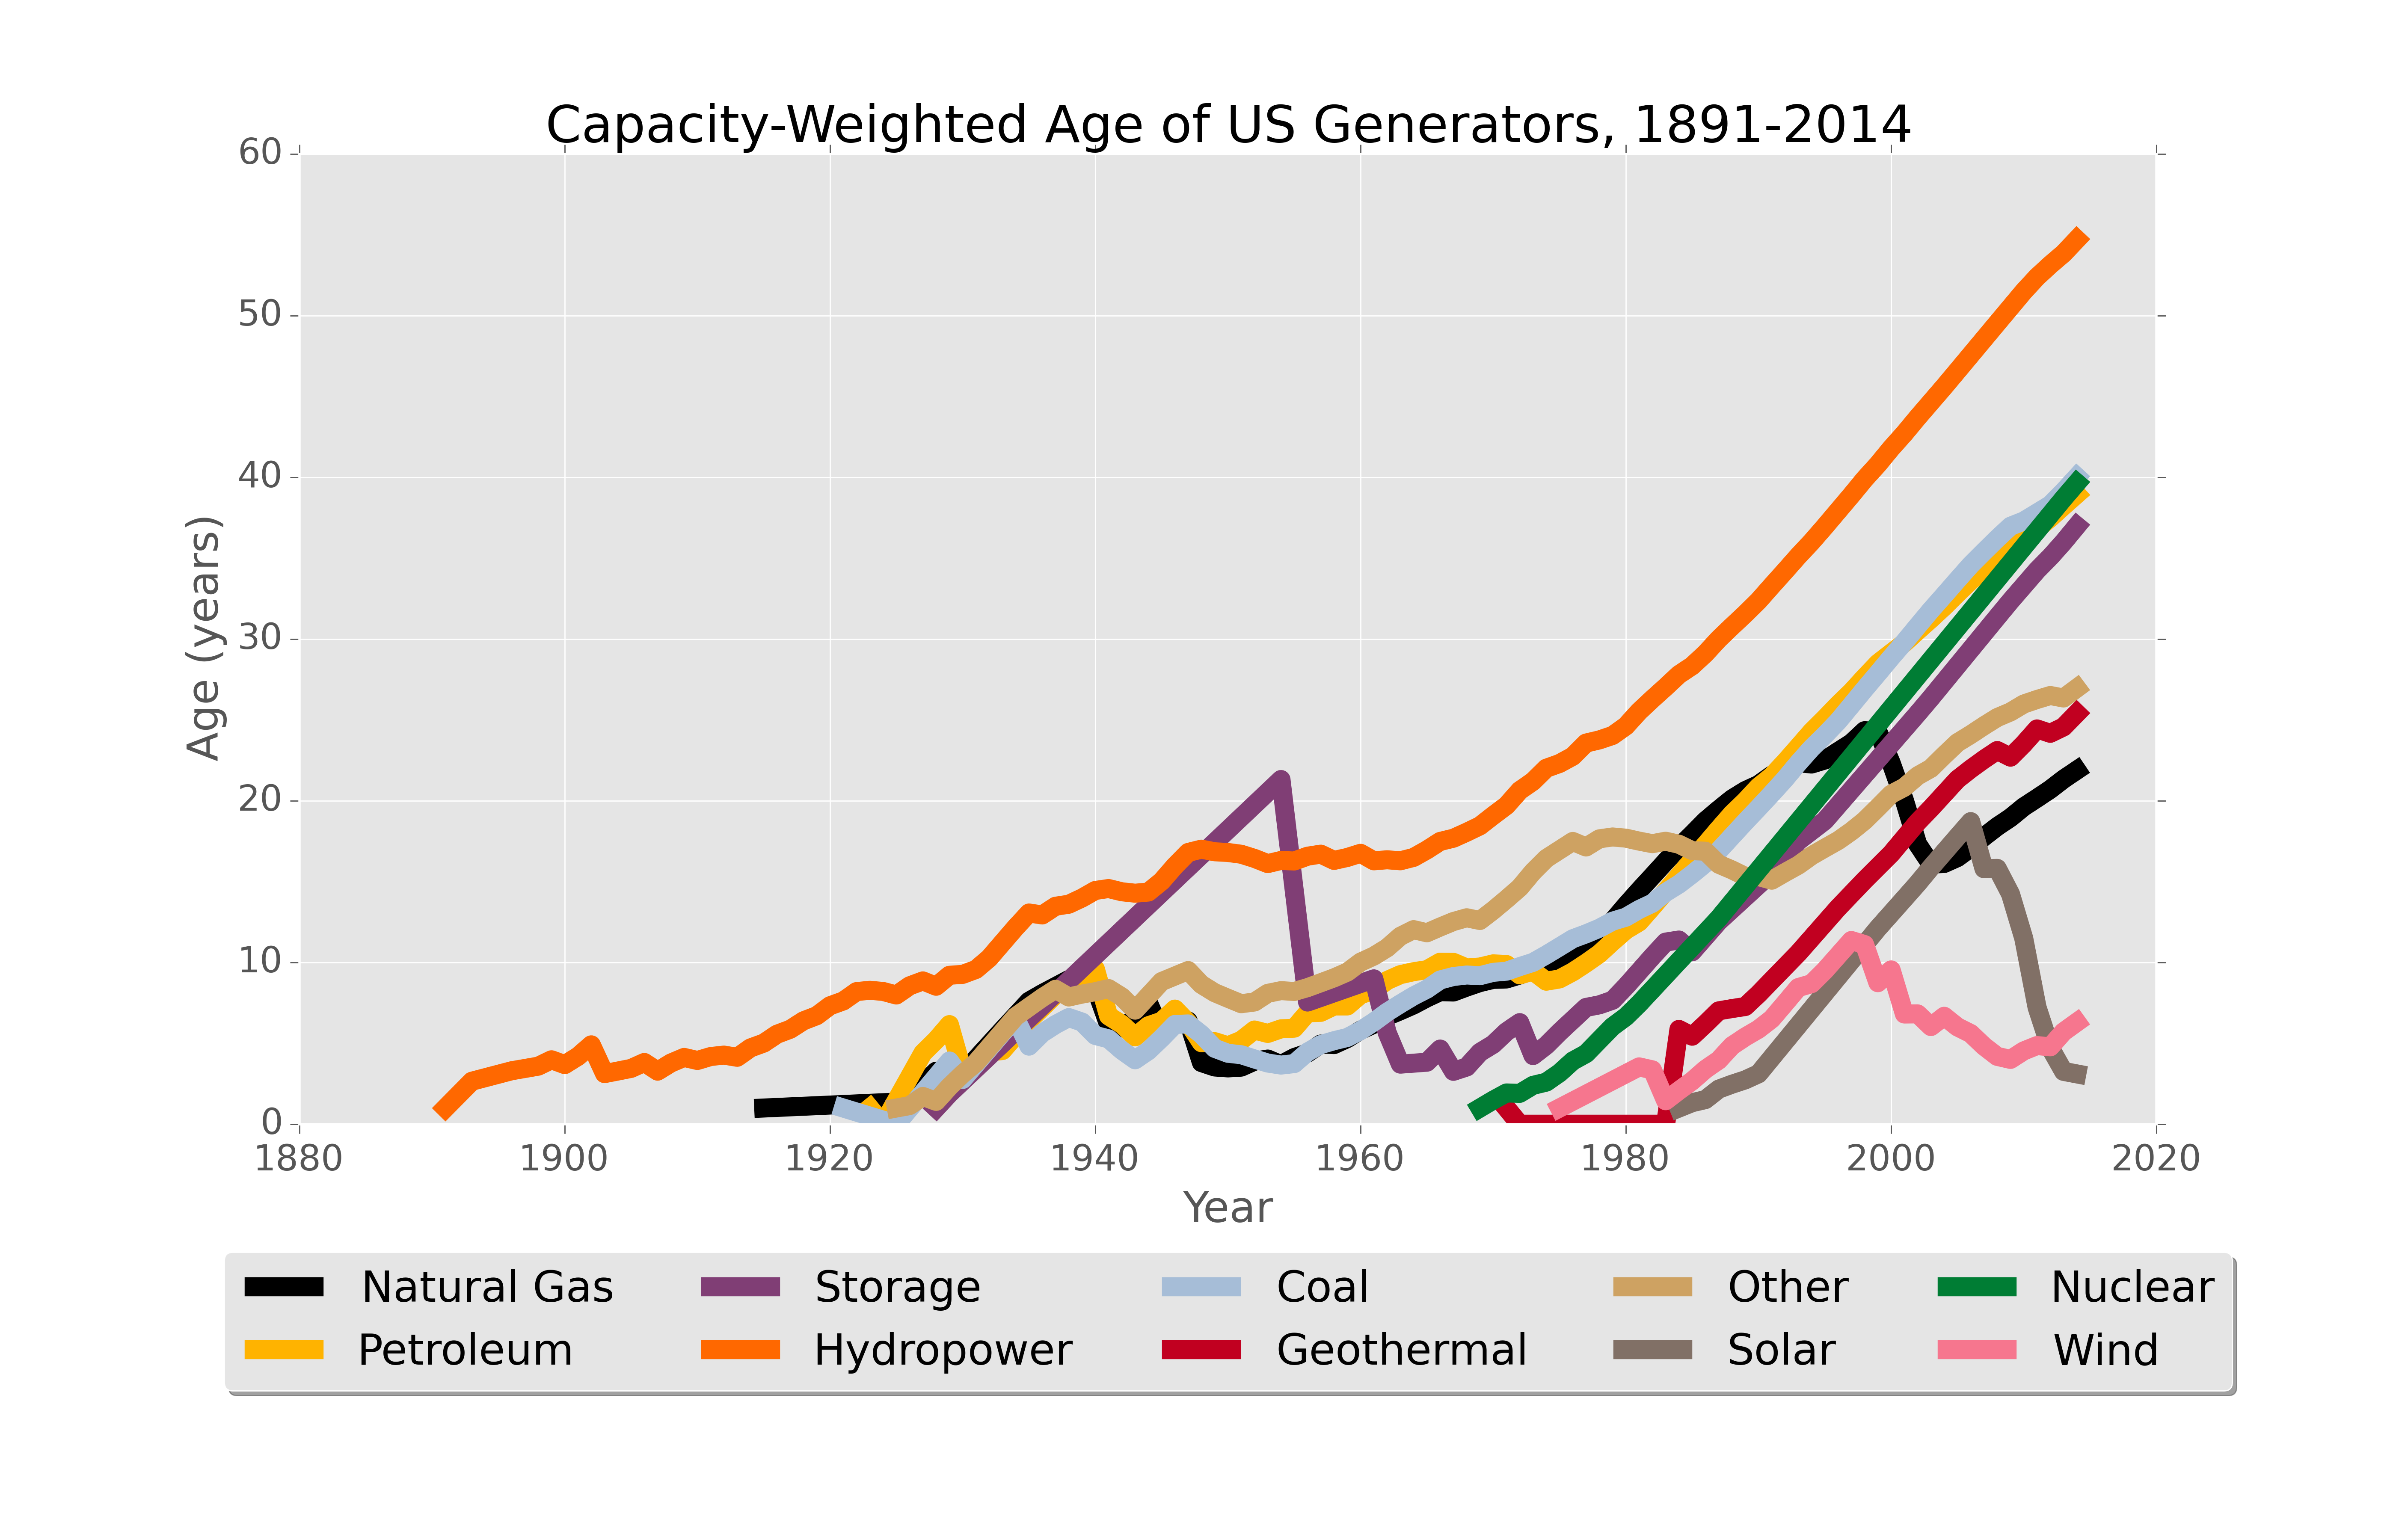 Capacity-Weighted Age of US Generators, 1891-2014
60
50
40
30
20
10
0
Age (years)
1880 1900 1920 1940 1960 1980 2000 2020
Year
Natural Gas Storage Coal Other Nuclear
Petroleum Hydropower Geothermal Solar Wind